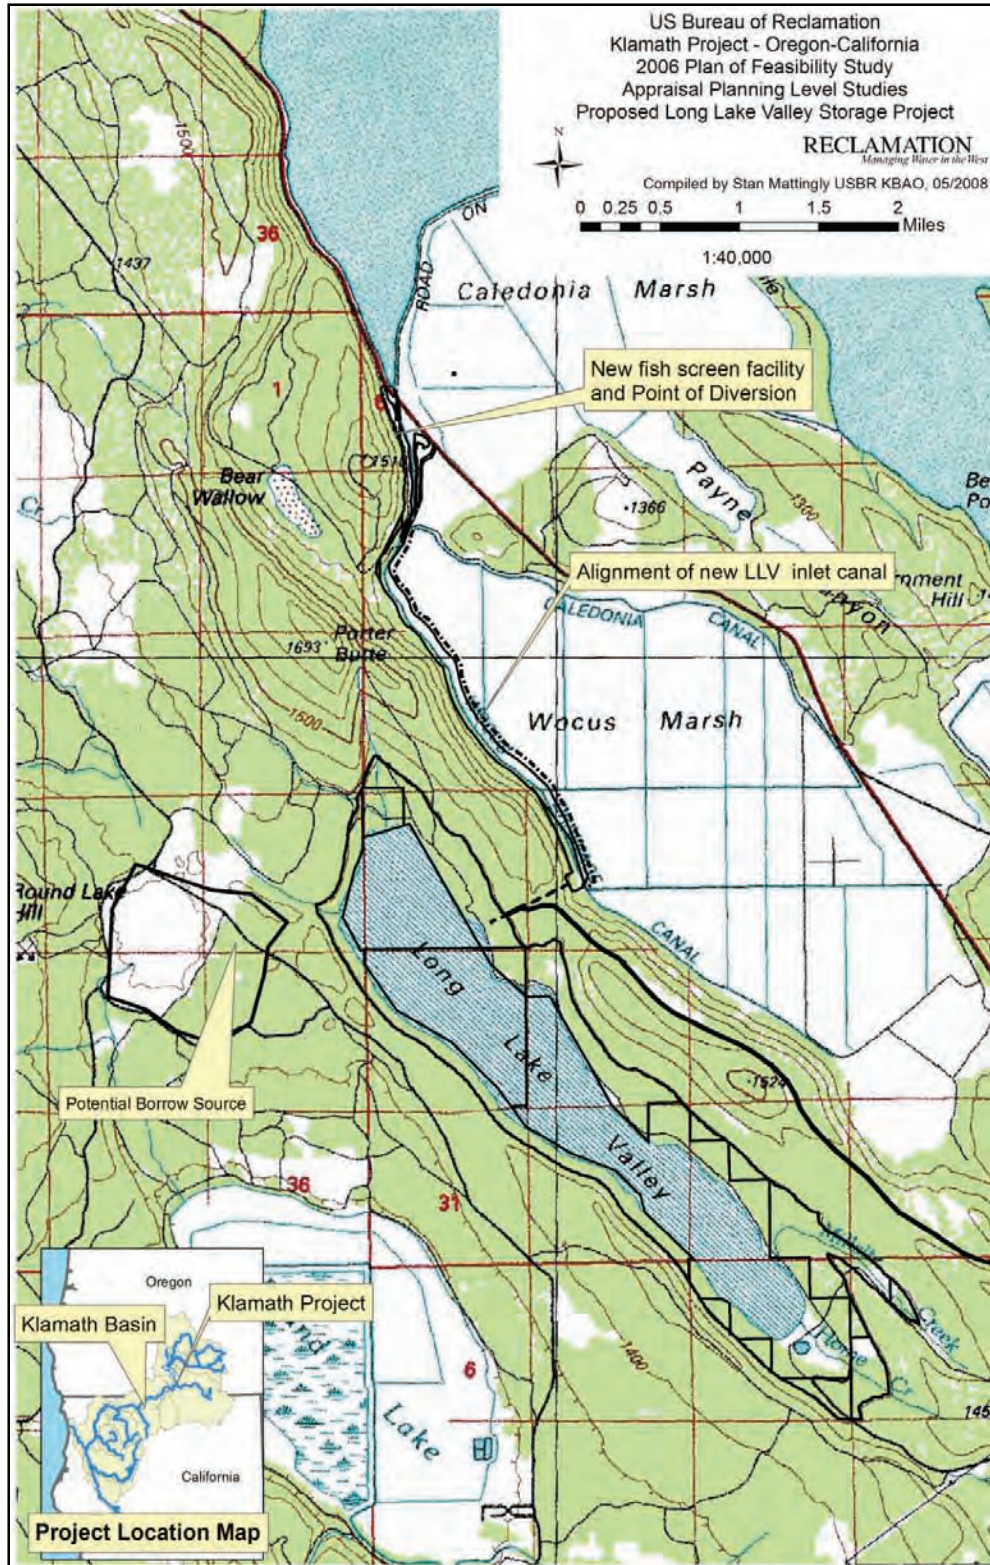 US Bureau of Reclamation
Klamath Project - Oregon-California
2006 Plan of Feasibility Study
Appraisal Planning Level Studies
Proposed Long Lake Valley Storage Project
RECLAMATION
Managing Water in the West
N
Compiled by Stan Mattingly USBR KBAO, 05/2008
0 0.25 0.5 1 1.5 2
Miles
1:40,000
1500
36
1437
ROAD
ON
Caledonia Marsh
New fish screen facility
and Point of Diversion
1
6
Bear
Wallow
Cr
Payne
1366
1300
Alignment of new LLV inlet canal
Hill
CALEDONIA CANAL
Porter
Butte
1693
1500
Wocus Marsh
Round Lake
Hill
CANAL
Long
Lake
Valley
1524
Potential Borrow Source
36
31
Creek
1400
6
Lake
Oregon
Klamath Project
Klamath Basin
California
Project Location Map